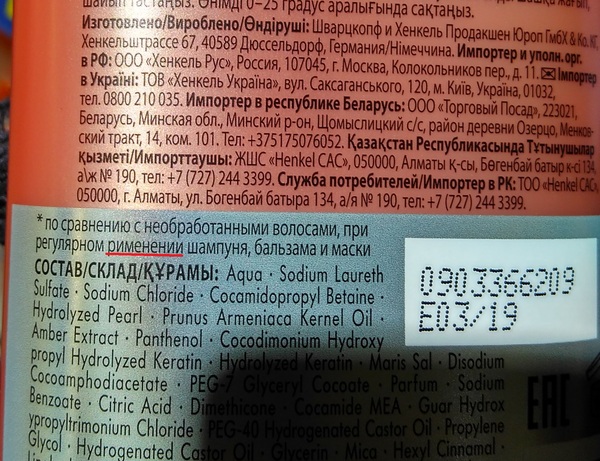 шайып тастаңыз. Өнімді 0–25 градус аралығында сақтаңыз.
Изготовлено/Вироблено/Өндіруші: Шварцкопф и Хенкель Продакшен Юроп ГмбХ & Ко. КГ,
Хенкельштрассе 67, 40589 Дюссельдорф, Германия/Німеччина. Импортер и уполн. орг.
в РФ: ООО «Хенкель Рус», Россия, 107045, г. Москва, Колокольников пер., д. 11. ✉Імпортер
в Україні: ТОВ «Хенкель Україна», вул. Саксаганського, 120, м. Київ, Україна, 01032,
тел. 0800 210 035. Импортер в республике Беларусь: ООО «Торговый Посад», 223021,
Беларусь, Минская обл., Минский р-он, Щомыслицкий с/с, район деревни Озерцо, Менков-
ский тракт, 14, ком. 101. Тел: +375175076052. Қазақстан Республикасында Тұтынушылар
қызметі/Импорттаушы: ЖШС «Henkel САС», 050000, Алматы қ-сы, Бөгенбай батыр к-сі 134,
а/ж № 190, тел: +7 (727) 244 3399. Служба потребителей/Импортер в РК: ТОО «Henkel САС»,
050000, г. Алматы, ул. Богенбай батыра 134, а/я № 190, тел: +7 (727) 244 3399.
* по сравнению с необработанными волосами, при
регулярном рименении шампуня, бальзама и маски
СОСТАВ/СКЛАД/ҚҰРАМЫ: Aqua · Sodium Laureth
Sulfate · Sodium Chloride · Cocamidopropyl Betaine ·
Hydrolyzed Pearl · Prunus Armeniaca Kernel Oil ·
Amber Extract · Panthenol · Cocodimonium Hydroxy
propyl Hydrolyzed Keratin · Hydrolyzed Keratin · Maris Sal · Disodium
Cocoamphodiacetate · PEG-7 Glyceryl Cocoate · Parfum · Sodium
Benzoate · Citric Acid · Dimethicone · Cocamide MEA · Guar Hydrox
ypropyltrimonium Chloride · PEG-40 Hydrogenated Castor Oil · Propylene
Glycol · Hydrogenated Castor Oil · Glycerin · Mica · Hexyl Cinnamal ·
0903366209
E03/19
EAC